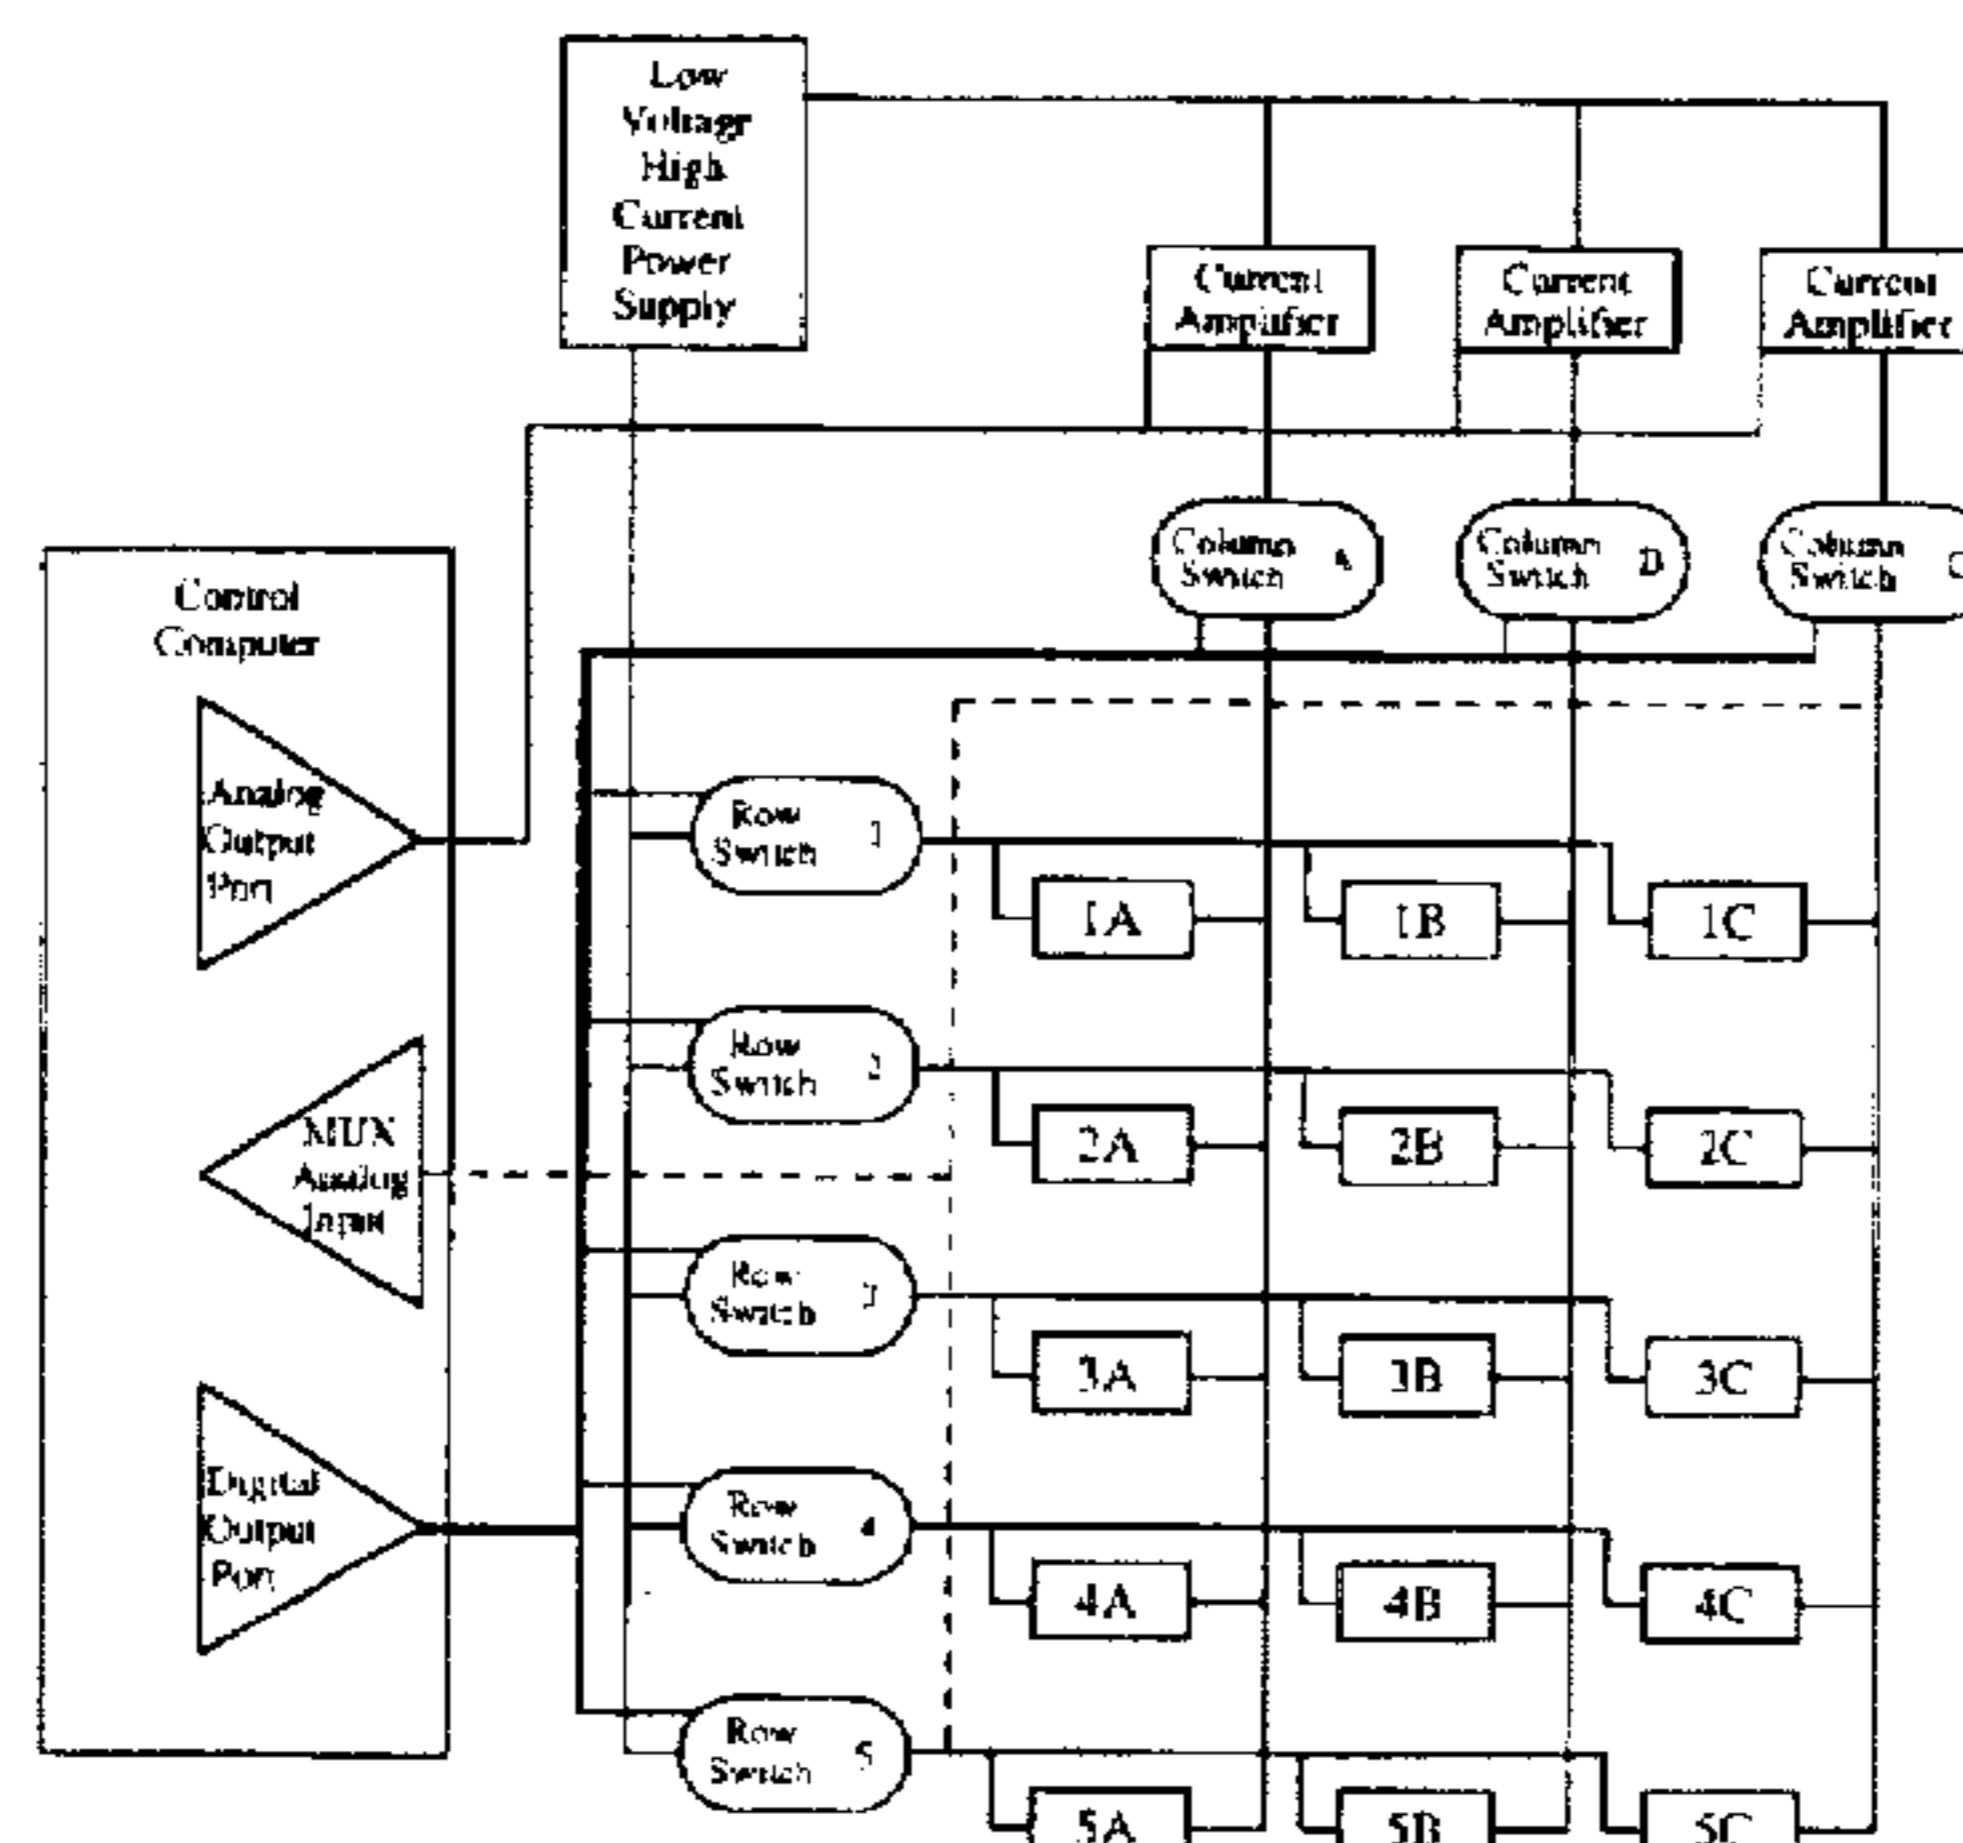 Low
Voltage
High
Current
Power
Supply
Current
Amplifier
Current
Amplifier
Current
Amplifier
Column
Switch A
Column
Switch B
Column
Switch C
Control
Computer
Analog
Output
Port
MUX
Analog
Input
Digital
Output
Port
Row
Switch 1
1A 1B 1C
Row
Switch 2
2A 2B 2C
Row
Switch 3
3A 3B 3C
Row
Switch 4
4A 4B 4C
Row
Switch 5
5A 5B 5C